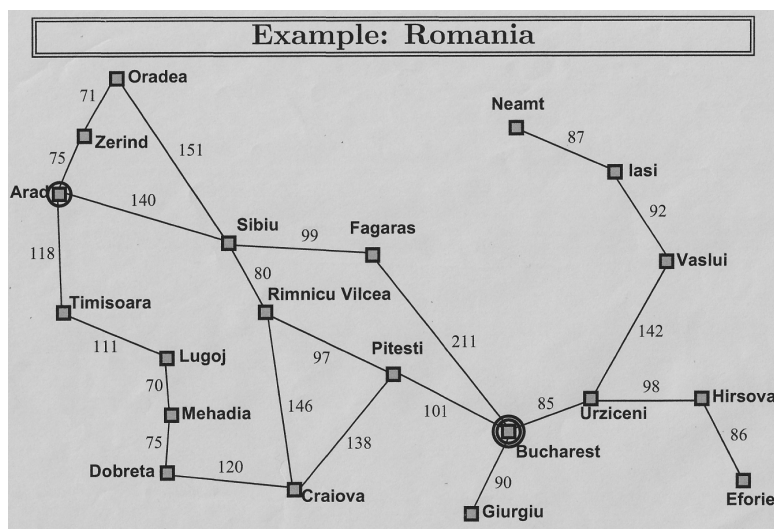 Example: Romania
Oradea
71
Neamt
87
Zerind
151
Iasi
75
Arad
140
92
Sibiu
Fagaras
99
118
80
Vaslui
Timisoara
Rimnicu Vilcea
111
211
142
Lugoj
97
Pitesti
70
Mehadia
146
101
85
98
Hirsova
Urziceni
138
86
75
Bucharest
Dobreta
120
90
Craiova
Eforie
Giurgiu